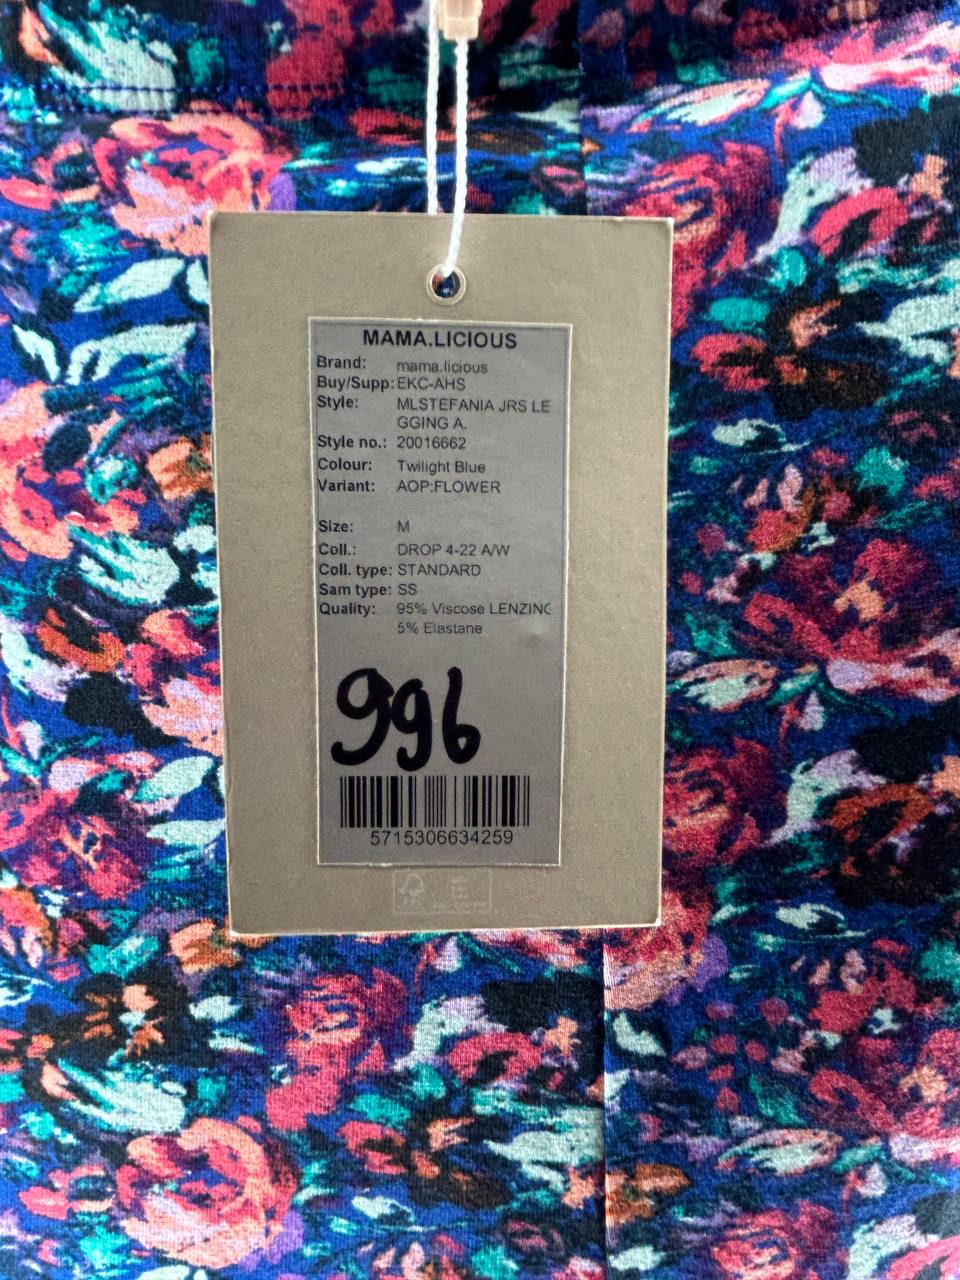 MAMA.LICIOUS
Brand: mama.licious
Buy/Supp: EKC-AHS
Style: MLSTEFANIA JRS LE
GGING A.
Style no.: 20016662
Colour: Twilight Blue
Variant: AOP:FLOWER
Size: M
Coll.: DROP 4-22 A/W
Coll. type: STANDARD
Sam type: SS
Quality: 95% Viscose LENZING
5% Elastane
996
5715306634259